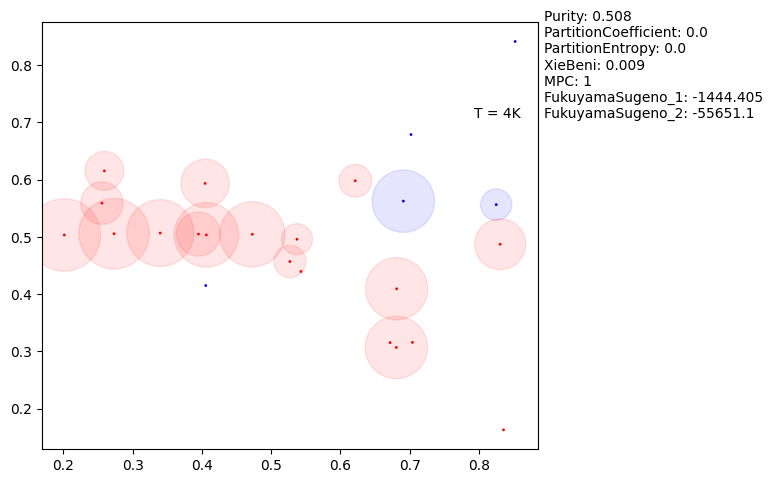 Purity: 0.508
PartitionCoefficient: 0.0
PartitionEntropy: 0.0
XieBeni: 0.009
MPC: 1
FukuyamaSugeno_1: -1444.405
FukuyamaSugeno_2: -55651.1
T = 4K
0.8
0.7
0.6
0.5
0.4
0.3
0.2
0.2 0.3 0.4 0.5 0.6 0.7 0.8